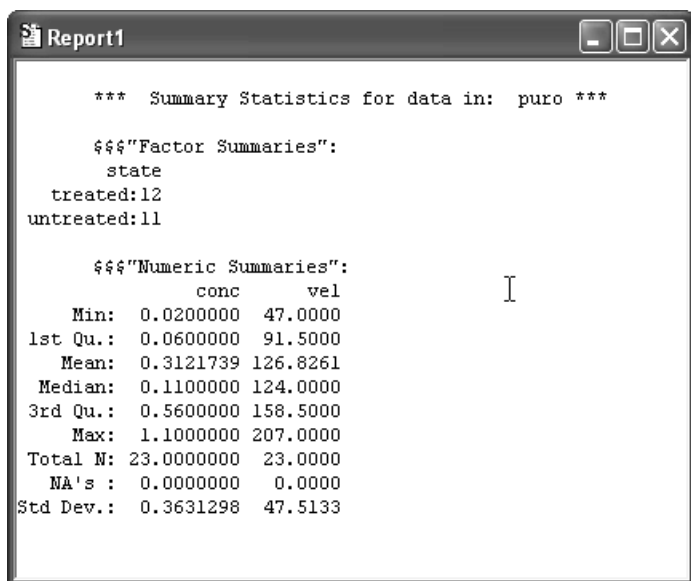 Report1
*** Summary Statistics for data in: puro ***
$$$"Factor Summaries":
state
treated:12
untreated:11
$$$"Numeric Summaries":
conc vel
Min: 0.0200000 47.0000
1st Qu.: 0.0600000 91.5000
Mean: 0.3121739 126.8261
Median: 0.1100000 124.0000
3rd Qu.: 0.5600000 158.5000
Max: 1.1000000 207.0000
Total N: 23.0000000 23.0000
NA's : 0.0000000 0.0000
Std Dev.: 0.3631298 47.5133